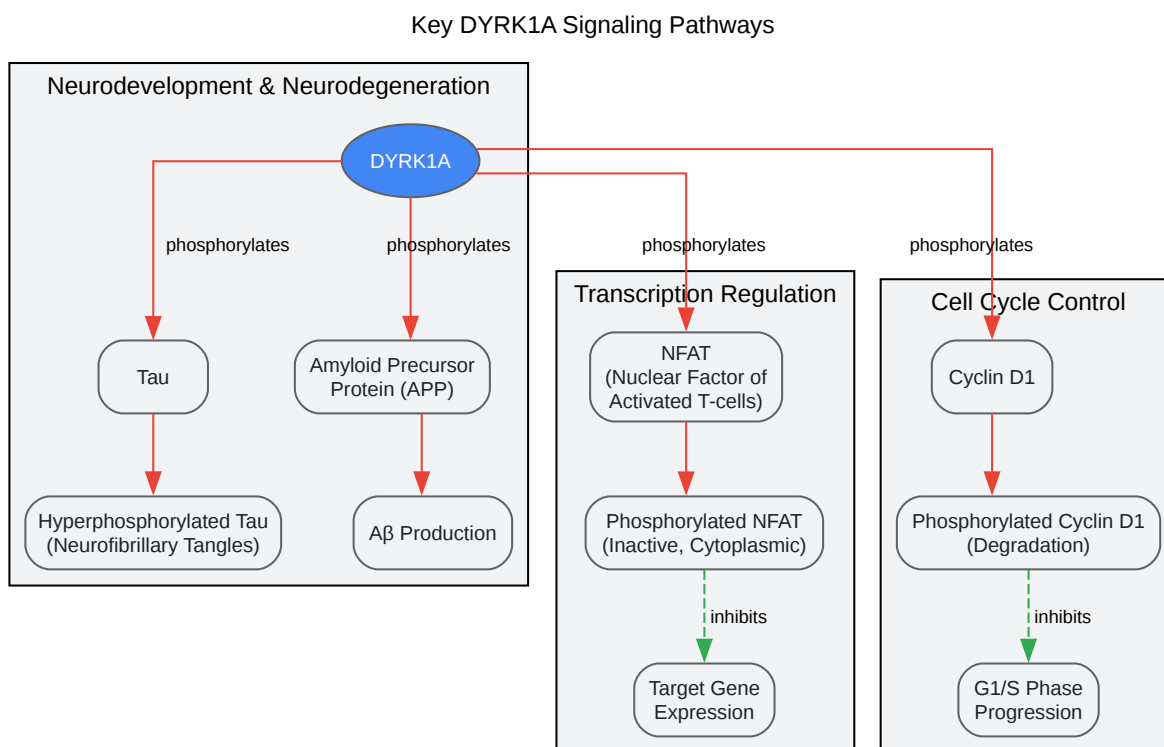 Key DYRK1A Signaling Pathways
Neurodevelopment & Neurodegeneration
DYRK1A
phosphorylates
phosphorylates
phosphorylates
phosphorylates
Transcription Regulation
Cell Cycle Control
Tau
Amyloid Precursor
Protein (APP)
NFAT
(Nuclear Factor of
Activated T-cells)
Cyclin D1
Hyperphosphorylated Tau
(Neurofibrillary Tangles)
Aβ Production
Phosphorylated NFAT
(Inactive, Cytoplasmic)
Phosphorylated Cyclin D1
(Degradation)
inhibits
inhibits
Target Gene
Expression
G1/S Phase
Progression